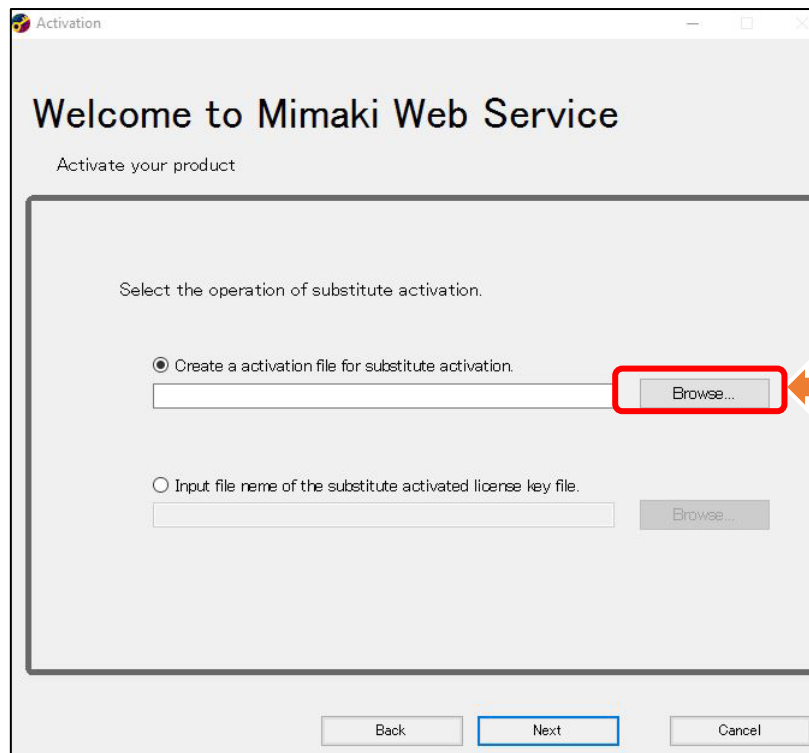 Activation
Welcome to Mimaki Web Service
Activate your product
Select the operation of substitute activation.
Create a activation file for substitute activation.
Browse...
Input file neme of the substitute activated license key file.
Browse...
Back Next Cancel